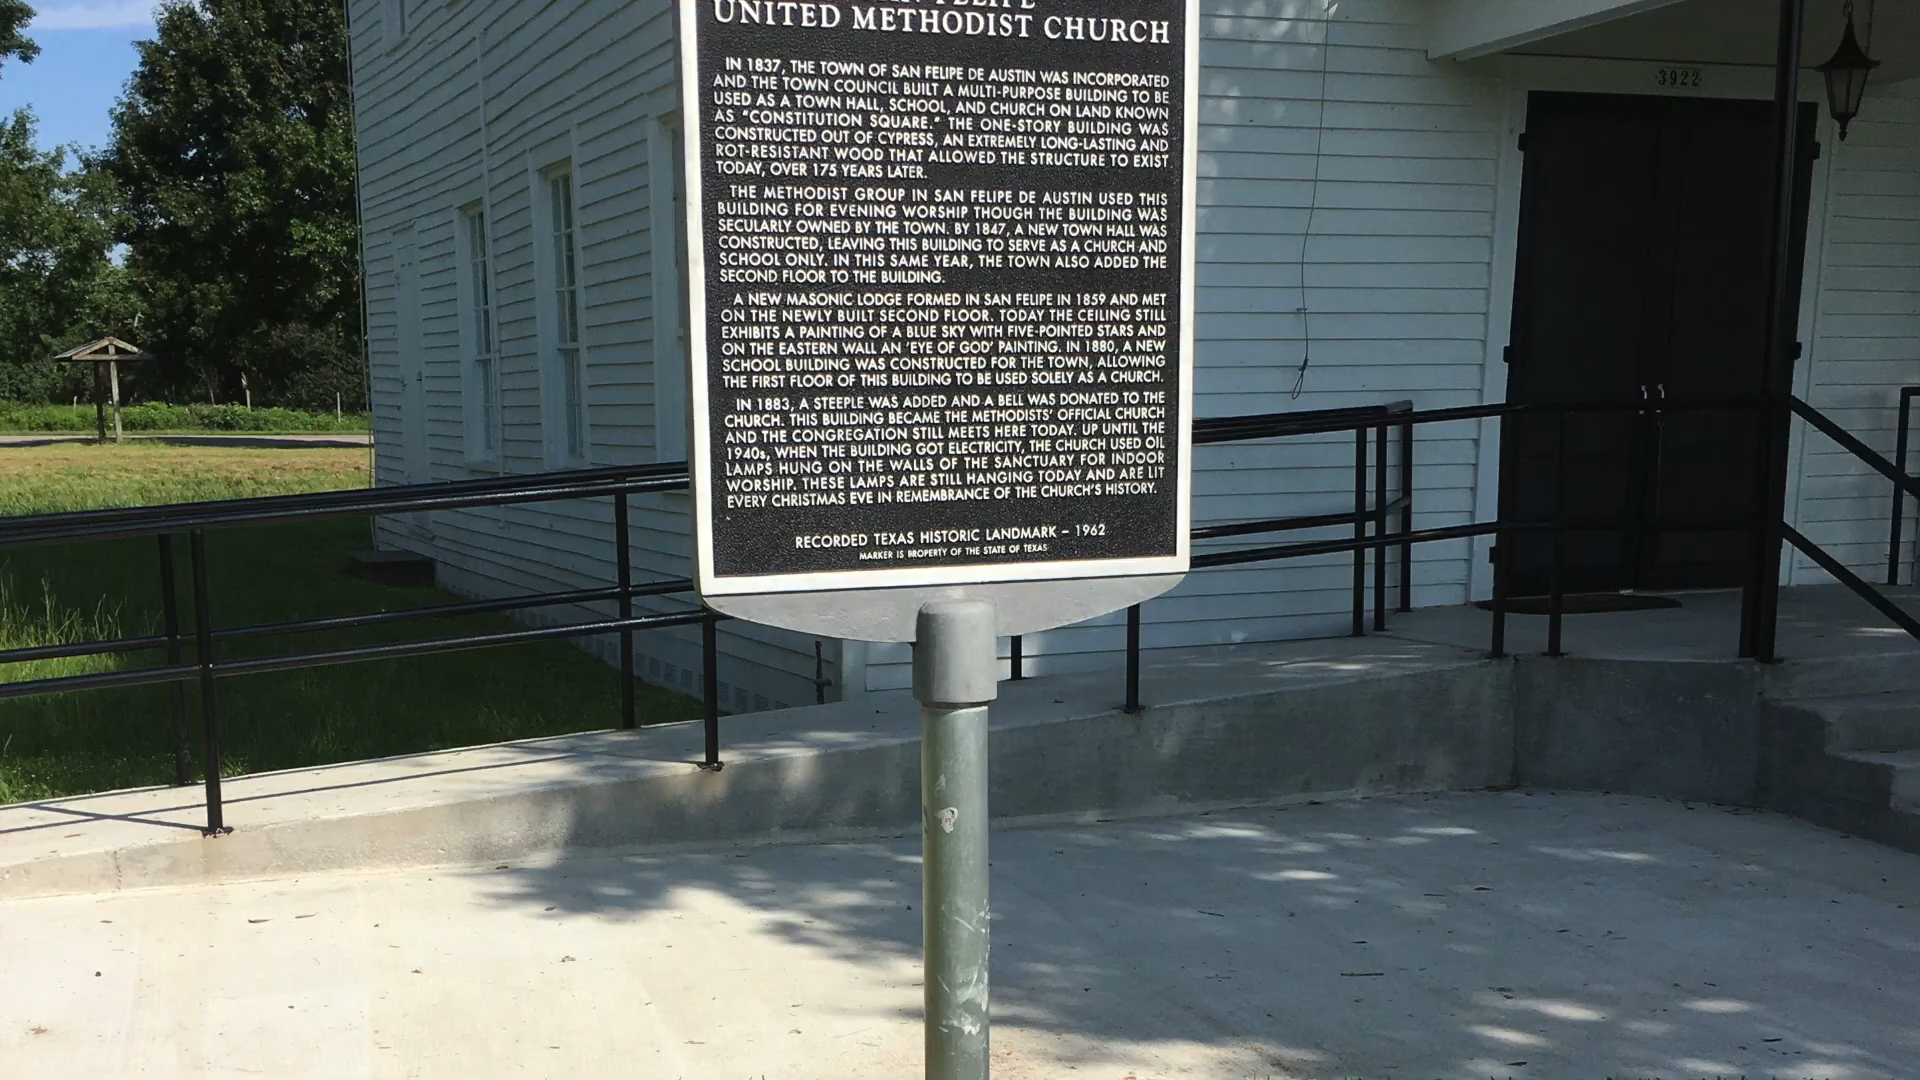 SAN FELIPE
UNITED METHODIST CHURCH
IN 1837, THE TOWN OF SAN FELIPE DE AUSTIN WAS INCORPORATED
AND THE TOWN COUNCIL BUILT A MULTI-PURPOSE BUILDING TO BE
USED AS A TOWN HALL, SCHOOL, AND CHURCH ON LAND KNOWN
AS "CONSTITUTION SQUARE." THE ONE-STORY BUILDING WAS
CONSTRUCTED OUT OF CYPRESS, AN EXTREMELY LONG-LASTING AND
ROT-RESISTANT WOOD THAT ALLOWED THE STRUCTURE TO EXIST
TODAY, OVER 175 YEARS LATER.
THE METHODIST GROUP IN SAN FELIPE DE AUSTIN USED THIS
BUILDING FOR EVENING WORSHIP THOUGH THE BUILDING WAS
SECULARLY OWNED BY THE TOWN. BY 1847, A NEW TOWN HALL WAS
CONSTRUCTED, LEAVING THIS BUILDING TO SERVE AS A CHURCH AND
SCHOOL ONLY. IN THIS SAME YEAR, THE TOWN ALSO ADDED THE
SECOND FLOOR TO THE BUILDING.
A NEW MASONIC LODGE FORMED IN SAN FELIPE IN 1859 AND MET
ON THE NEWLY BUILT SECOND FLOOR. TODAY THE CEILING STILL
EXHIBITS A PAINTING OF A BLUE SKY WITH FIVE-POINTED STARS AND
ON THE EASTERN WALL AN 'EYE OF GOD' PAINTING. IN 1880, A NEW
SCHOOL BUILDING WAS CONSTRUCTED FOR THE TOWN, ALLOWING
THE FIRST FLOOR OF THIS BUILDING TO BE USED SOLELY AS A CHURCH.
IN 1883, A STEEPLE WAS ADDED AND A BELL WAS DONATED TO THE
CHURCH. THIS BUILDING BECAME THE METHODISTS' OFFICIAL CHURCH
AND THE CONGREGATION STILL MEETS HERE TODAY. UP UNTIL THE
1940s, WHEN THE BUILDING GOT ELECTRICITY, THE CHURCH USED OIL
LAMPS HUNG ON THE WALLS OF THE SANCTUARY FOR INDOOR
WORSHIP. THESE LAMPS ARE STILL HANGING TODAY AND ARE LIT
EVERY CHRISTMAS EVE IN REMEMBRANCE OF THE CHURCH'S HISTORY.
RECORDED TEXAS HISTORIC LANDMARK – 1962
MARKER IS PROPERTY OF THE STATE OF TEXAS
3922